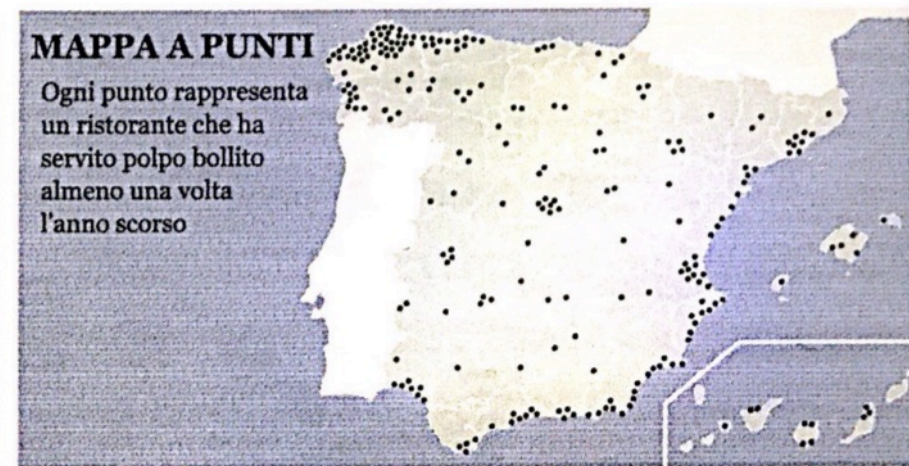 MAPPA A PUNTI
Ogni punto rappresenta
un ristorante che ha
servito polpo bollito
almeno una volta
l'anno scorso